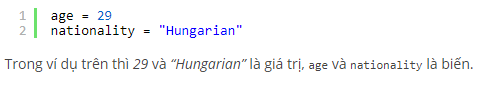 1 age = 29
2 nationality = "Hungarian"
Trong ví dụ trên thì 29 và “Hungarian” là giá trị, age và nationality là biến.